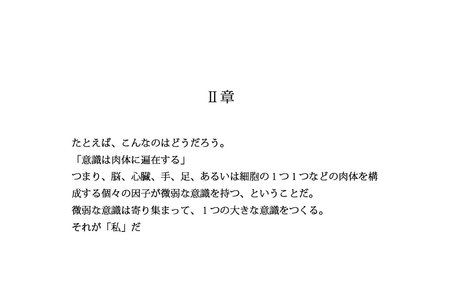 Ⅱ章
たとえば、こんなのはどうだろう。
「意識は肉体に遍在する」
つまり、脳、心臓、手、足、あるいは細胞の１つ１つなどの肉体を構
成する個々の因子が微弱な意識を持つ、ということだ。
微弱な意識は寄り集まって、１つの大きな意識をつくる。
それが「私」だ